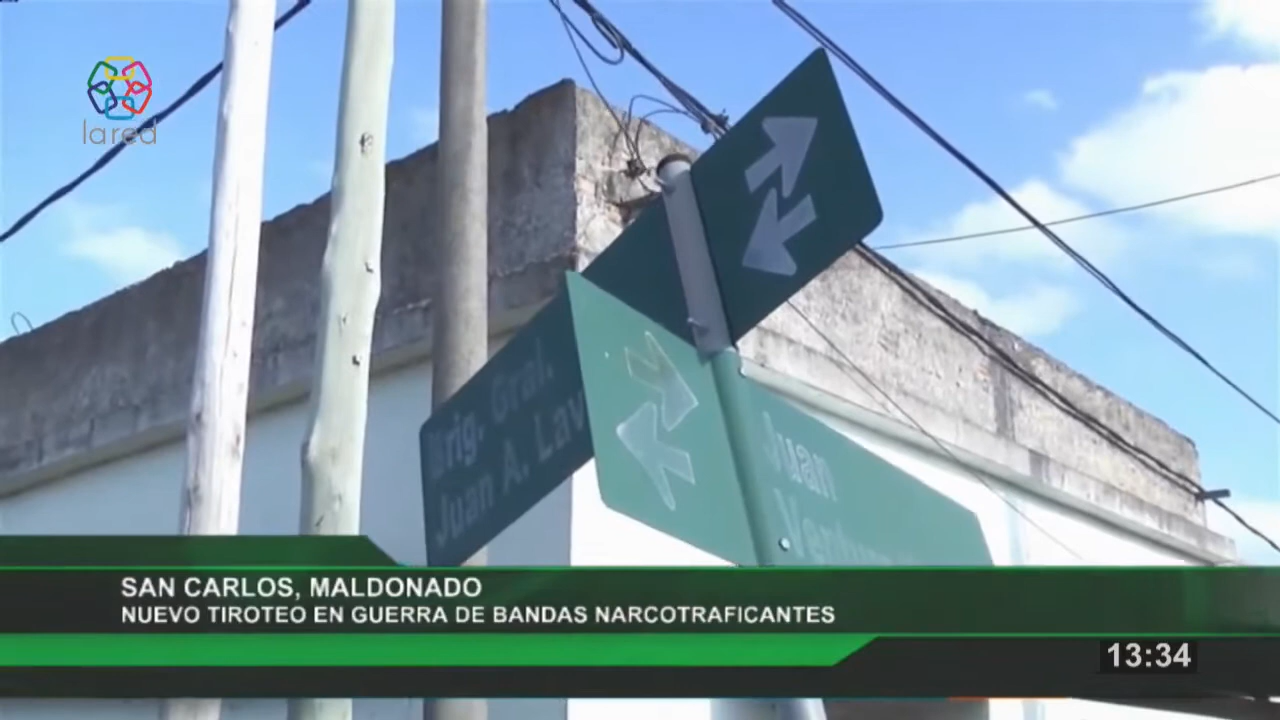 lared
Brig. Gral.
Juan A. Lav
Juan
SAN CARLOS, MALDONADO
NUEVO TIROTEO EN GUERRA DE BANDAS NARCOTRAFICANTES
13:34